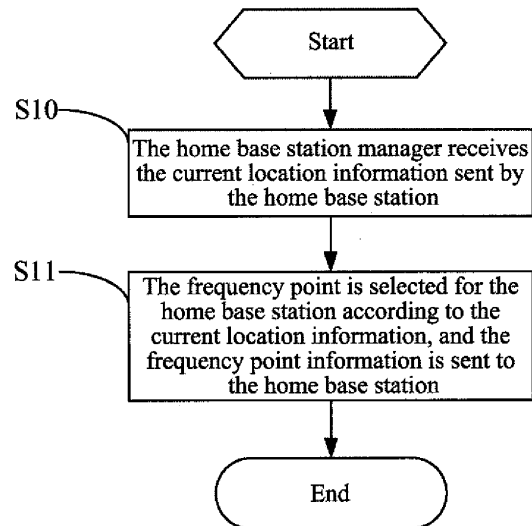 Start
S10
The home base station manager receives
the current location information sent by
the home base station
S11
The frequency point is selected for the
home base station according to the
current location information, and the
frequency point information is sent to
the home base station
End